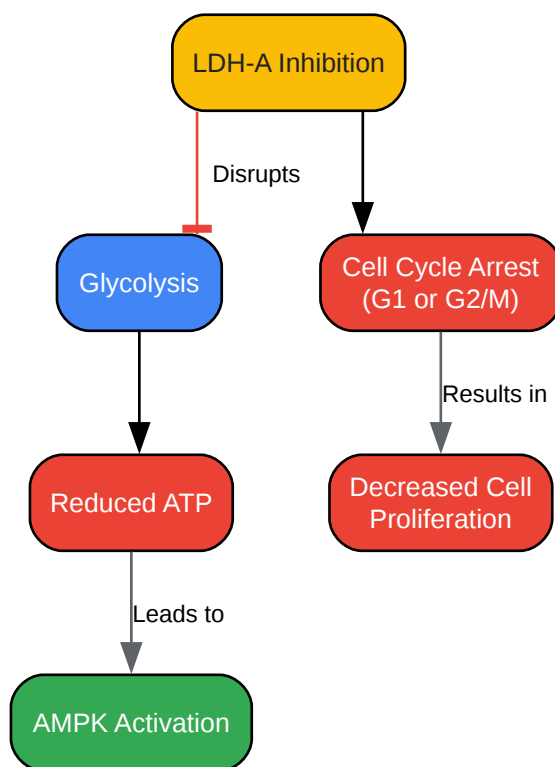 LDH-A Inhibition
Disrupts
Glycolysis
Cell Cycle Arrest
(G1 or G2/M)
Results in
Reduced ATP
Decreased Cell
Proliferation
Leads to
AMPK Activation